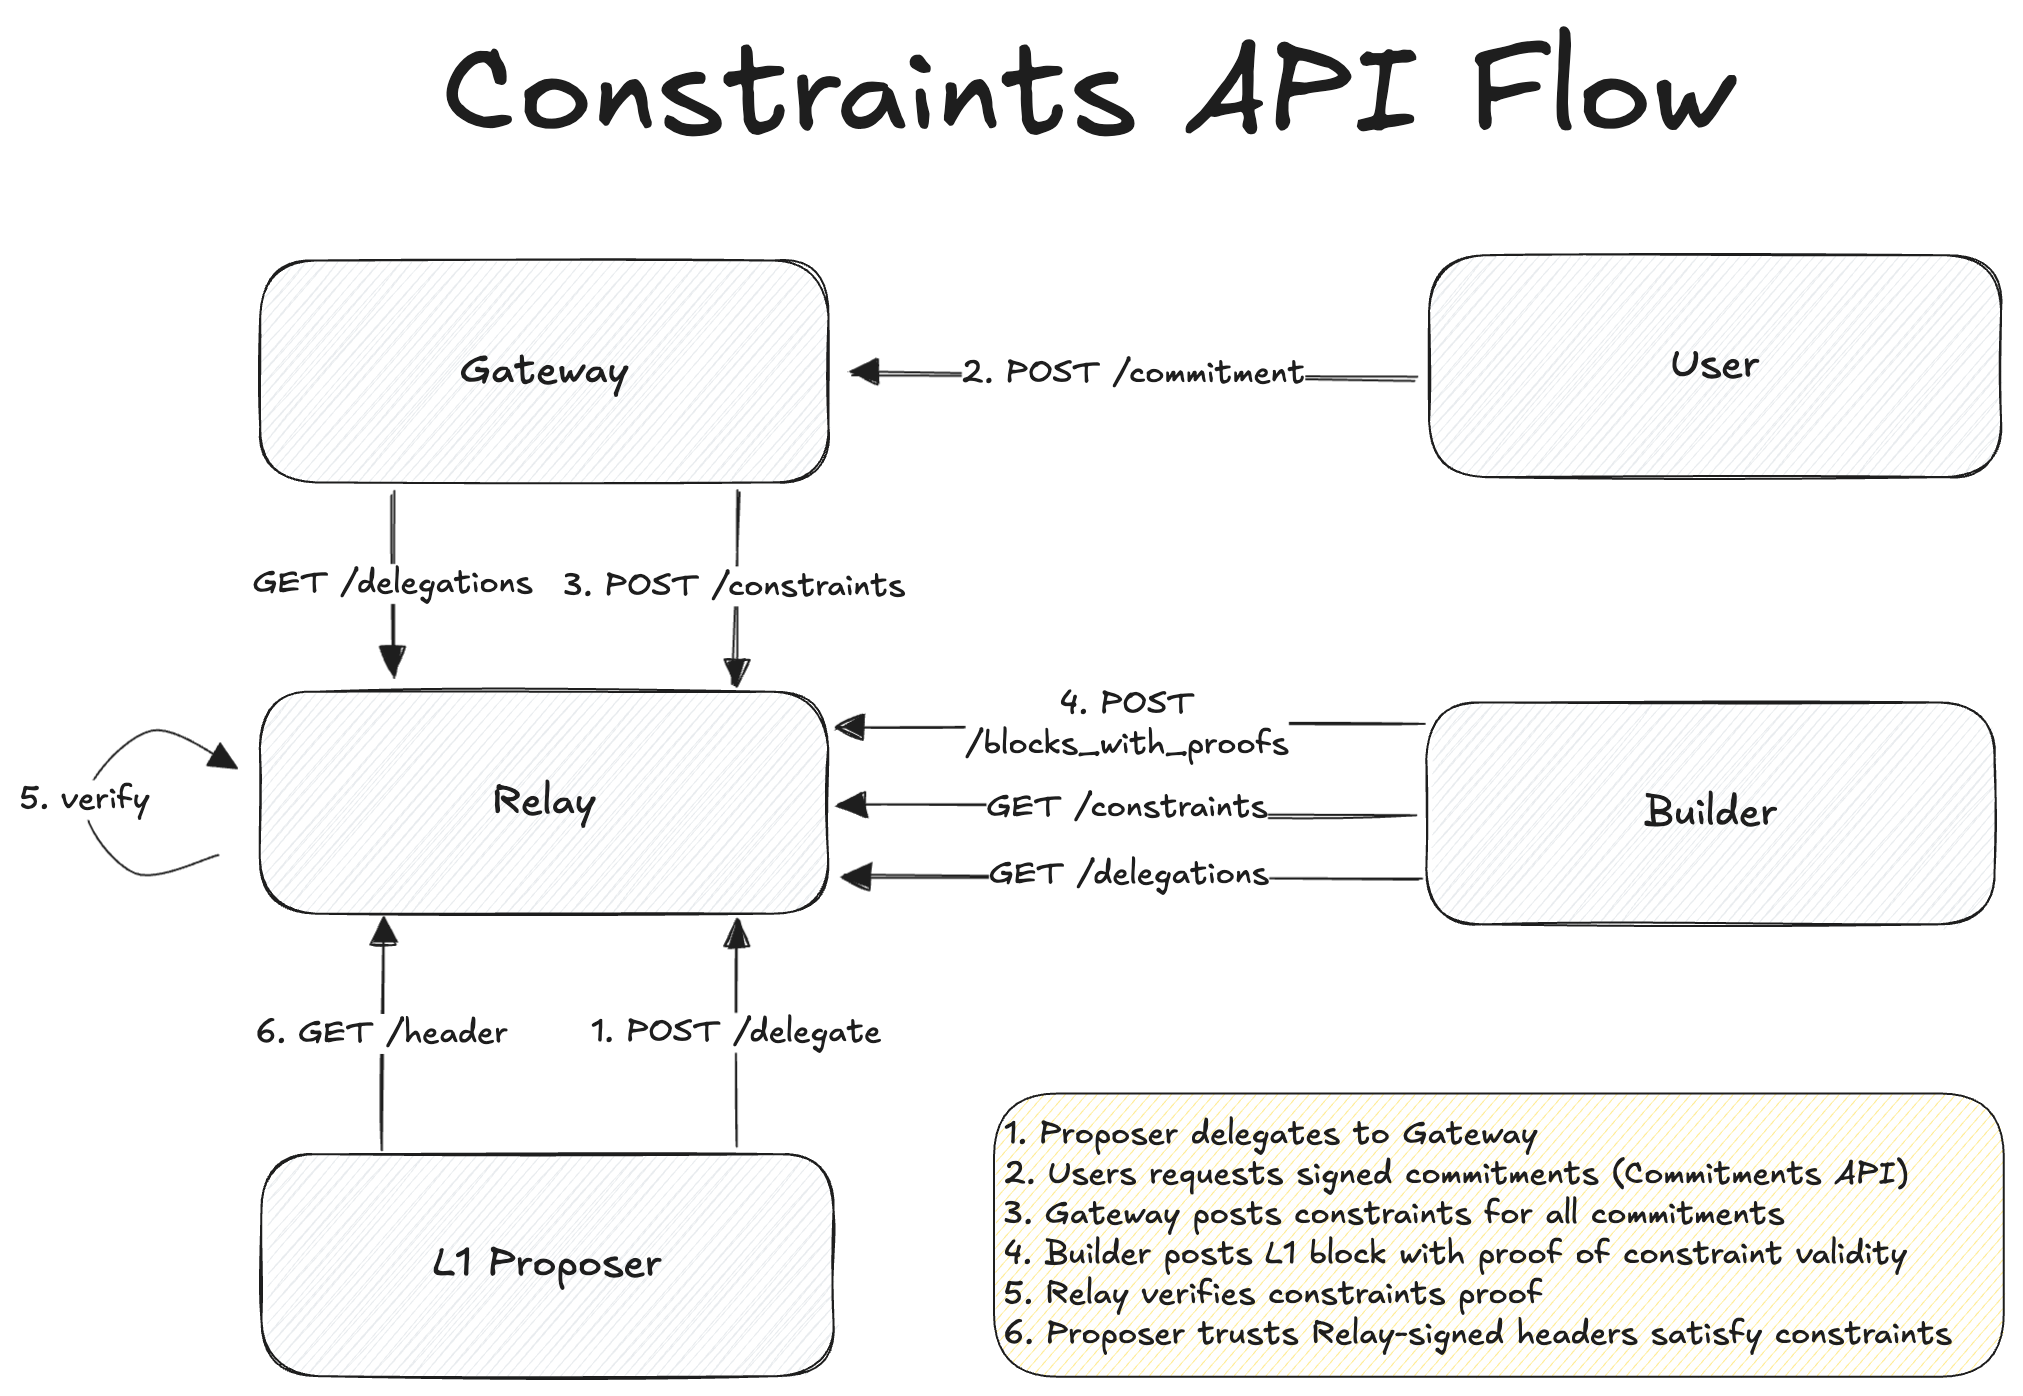 Constraints API Flow
Gateway
User
2. POST /commitment
GET /delegations
3. POST /constraints
4. POST
/blocks_with_proofs
5. verify
Relay
GET /constraints
Builder
GET /delegations
6. GET /header
1. POST /delegate
L1 Proposer
1. Proposer delegates to Gateway
2. Users requests signed commitments (Commitments API)
3. Gateway posts constraints for all commitments
4. Builder posts L1 block with proof of constraint validity
5. Relay verifies constraints proof
6. Proposer trusts Relay-signed headers satisfy constraints